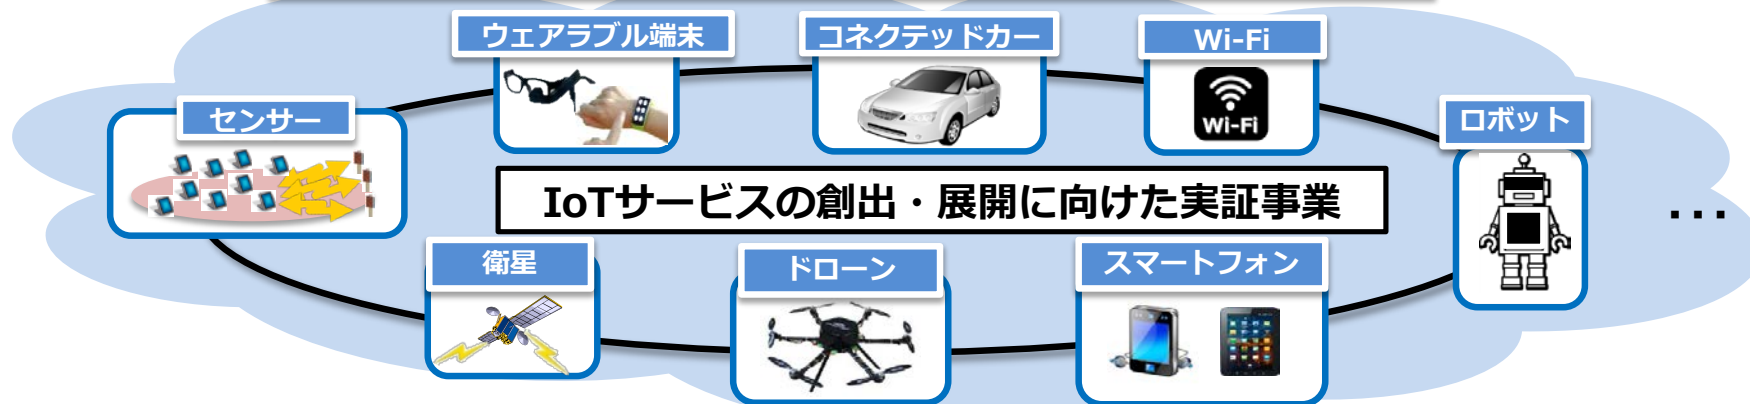 ウェアラブル端末
コネクテッドカー
Wi-Fi
センサー
Wi-Fi
ロボット
IoTサービスの創出・展開に向けた実証事業
...
衛星
ドローン
スマートフォン